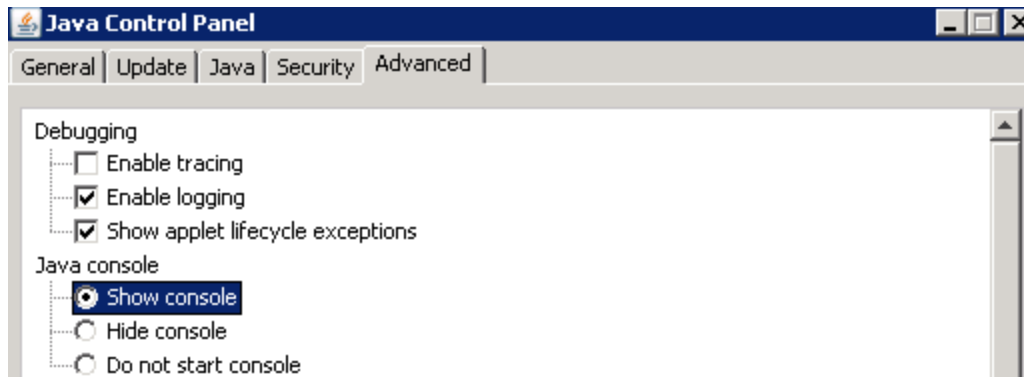 Java Control Panel
General Update Java Security Advanced
Debugging
Enable tracing
Enable logging
Show applet lifecycle exceptions
Java console
Show console
Hide console
Do not start console